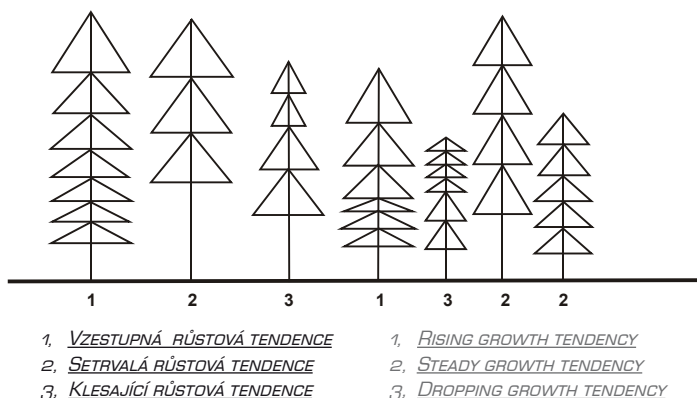 1 2 3 1 3 2 2
1, VZESTUPNÁ RŮSTOVÁ TENDENCE
2, SETRVALÁ RŮSTOVÁ TENDENCE
3, KLESAJÍCÍ RŮSTOVÁ TENDENCE
1, RISING GROWTH TENDENCY
2, STEADY GROWTH TENDENCY
3, DROPPING GROWTH TENDENCY